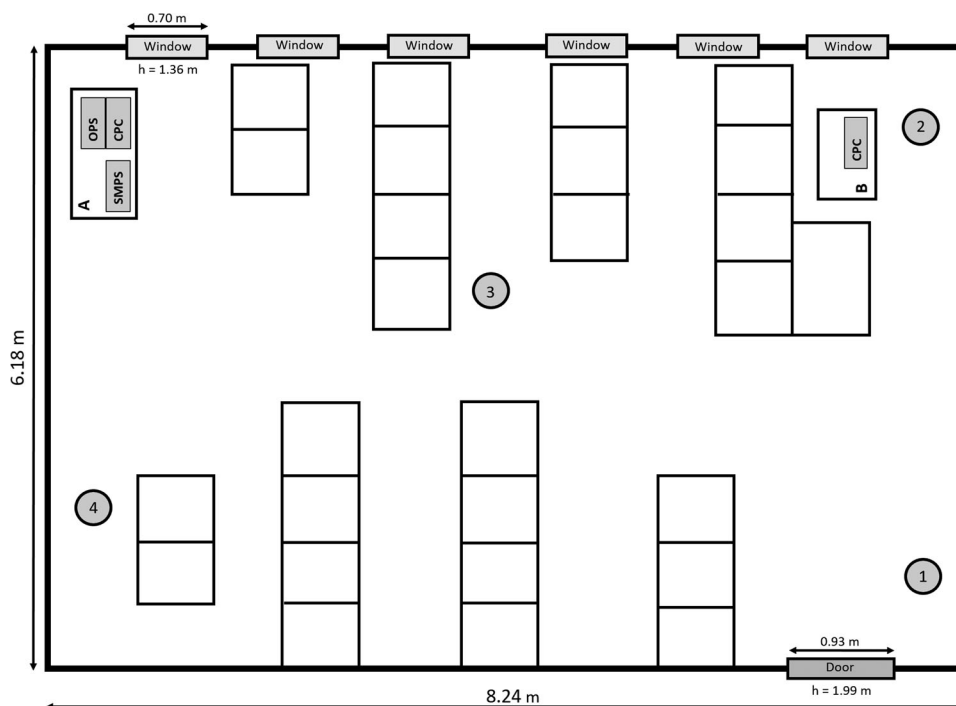 0.70 m
Window
Window
Window
Window
Window
Window
h = 1.36 m
OPS
CPC
SMPS
A
CPC
B
2
3
6.18 m
4
1
0.93 m
Door
h = 1.99 m
8.24 m